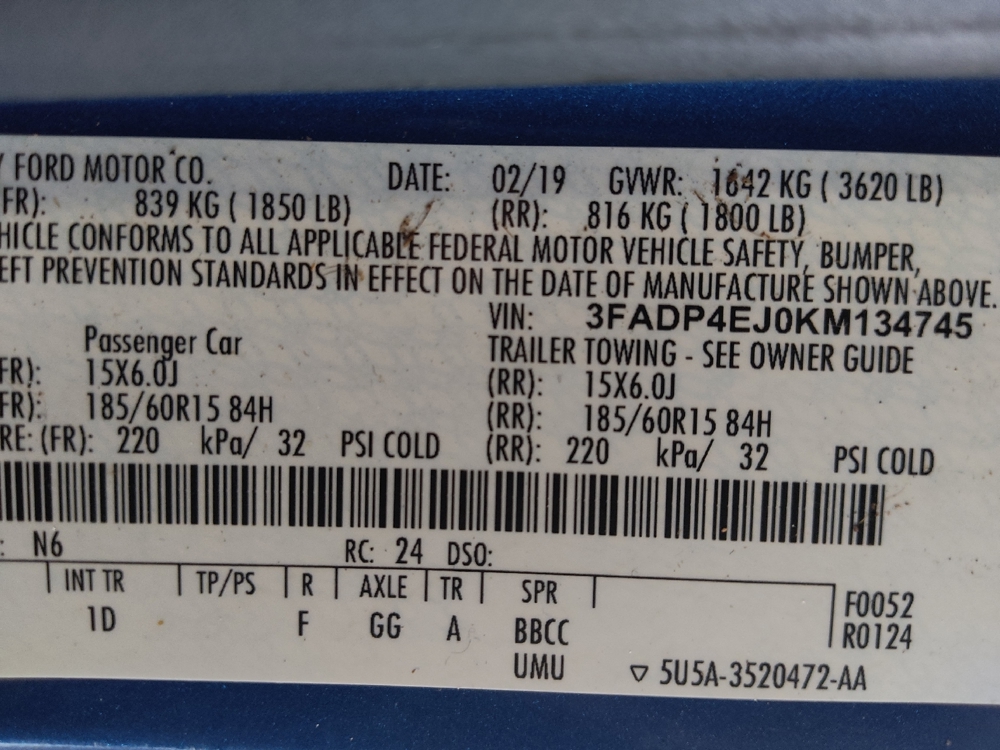 Y FORD MOTOR CO. DATE: 02/19 GVWR: 1642 KG ( 3620 LB)
FR): 839 KG ( 1850 LB) (RR): 816 KG ( 1800 LB)
HICLE CONFORMS TO ALL APPLICABLE FEDERAL MOTOR VEHICLE SAFETY, BUMPER,
EFT PREVENTION STANDARDS IN EFFECT ON THE DATE OF MANUFACTURE SHOWN ABOVE.
VIN: 3FADP4EJ0KM134745
Passenger Car TRAILER TOWING - SEE OWNER GUIDE
FR): 15X6.0J (RR): 15X6.0J
FR): 185/60R15 84H (RR): 185/60R15 84H
RE: (FR): 220 kPa/ 32 PSI COLD (RR): 220 kPa/ 32 PSI COLD
: N6 RC: 24 DSO:
INT TR TP/PS R AXLE TR SPR F0052
1D F GG A BBCC R0124
UMU ▽ 5U5A-3520472-AA